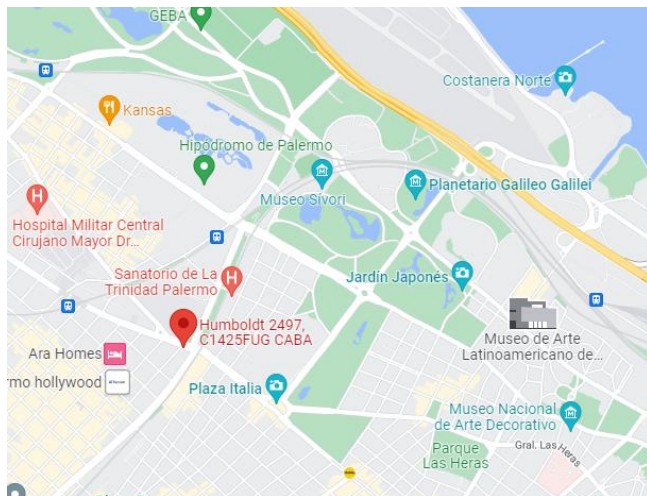 GEBA
Costanera Norte
Kansas
Hipódromo de Palermo
Museo Sívori
Planetario Galileo Galilei
Hospital Militar Central
Cirujano Mayor Dr...
Sanatorio de La
Trinidad Palermo
Jardín Japonés
Humboldt 2497,
C1425FUG CABA
Museo de Arte
Latinoamericano de...
Ara Homes
rmo hollywood
Plaza Italia
Museo Nacional
de Arte Decorativo
Gral. Las Heras
Parque
Las Heras